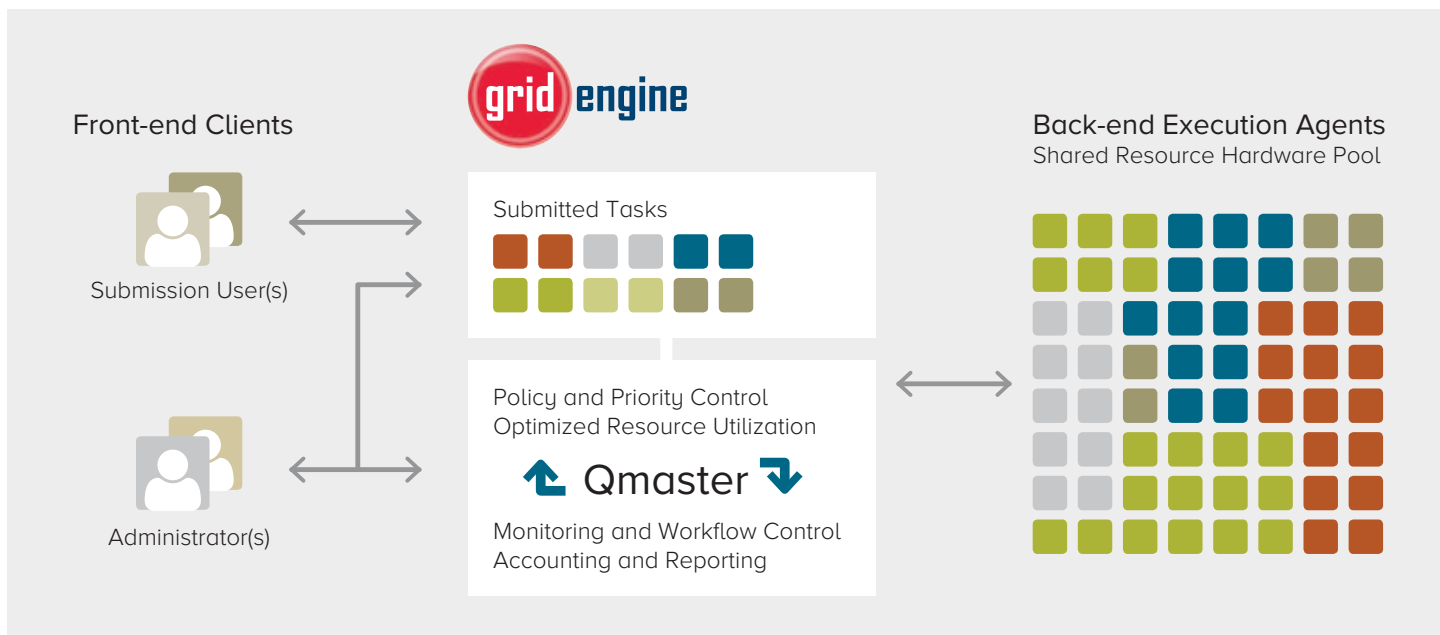 grid engine
Front-end Clients
Submission User(s)
Administrator(s)
Submitted Tasks
Policy and Priority Control
Optimized Resource Utilization
Qmaster
Monitoring and Workflow Control
Accounting and Reporting
Back-end Execution Agents
Shared Resource Hardware Pool